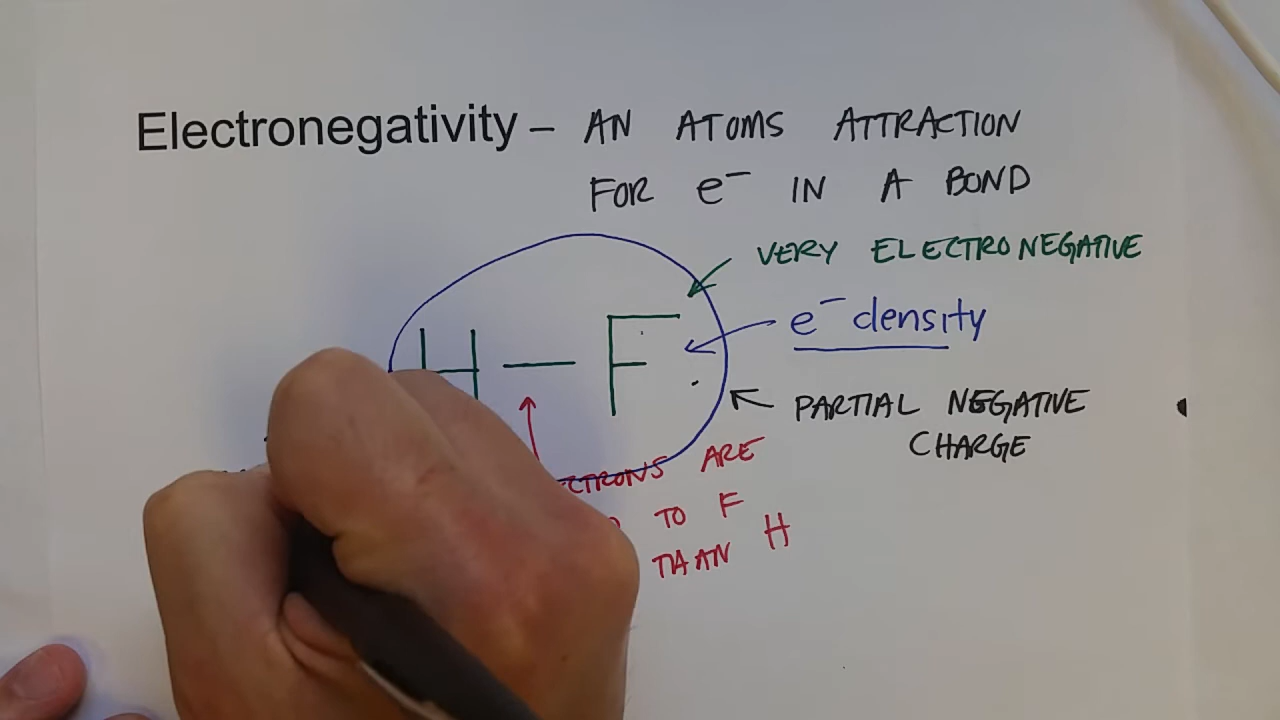 Electronegativity – AN ATOMS ATTRACTION
FOR e⁻ IN A BOND
VERY ELECTRONEGATIVE
H — F
e⁻ density
PARTIAL NEGATIVE
CHARGE
ARE
TO F
THAN H